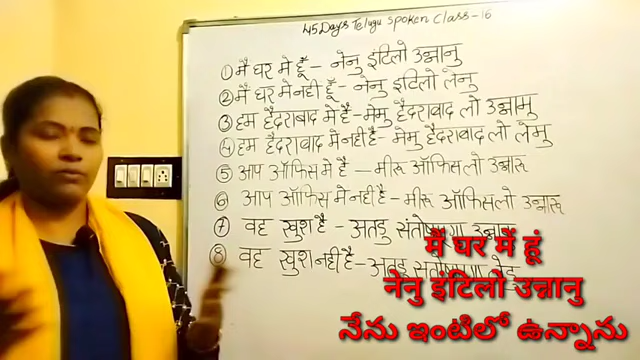 45 Days Telugu Spoken Class-16
① मैं घर मे हूँ - नेनु इंटिलो उन्नानु
② मैं घर मे नही हूँ - नेनु इंटिलो लेनु
③ हम हैदराबाद मे है - मेमु हैदरावाद लो उन्नामु
④ हम हैदरावाद मे नही है - मेमु हैदरावाद लो लेमु
⑤ आप ऑफिस मे है - मीरू ऑफिस लो उन्नारू
⑥ आप ऑफिस मे नही है - मीरू ऑफिस लो उन्नारू
⑦ वह खुश है - अतडु संतोषंगा
⑧ वह खुश नही है - अतडू
मैं घर में हूं
नेनु इंटिलो उन्नानु
నేను ఇంటిలో ఉన్నాను